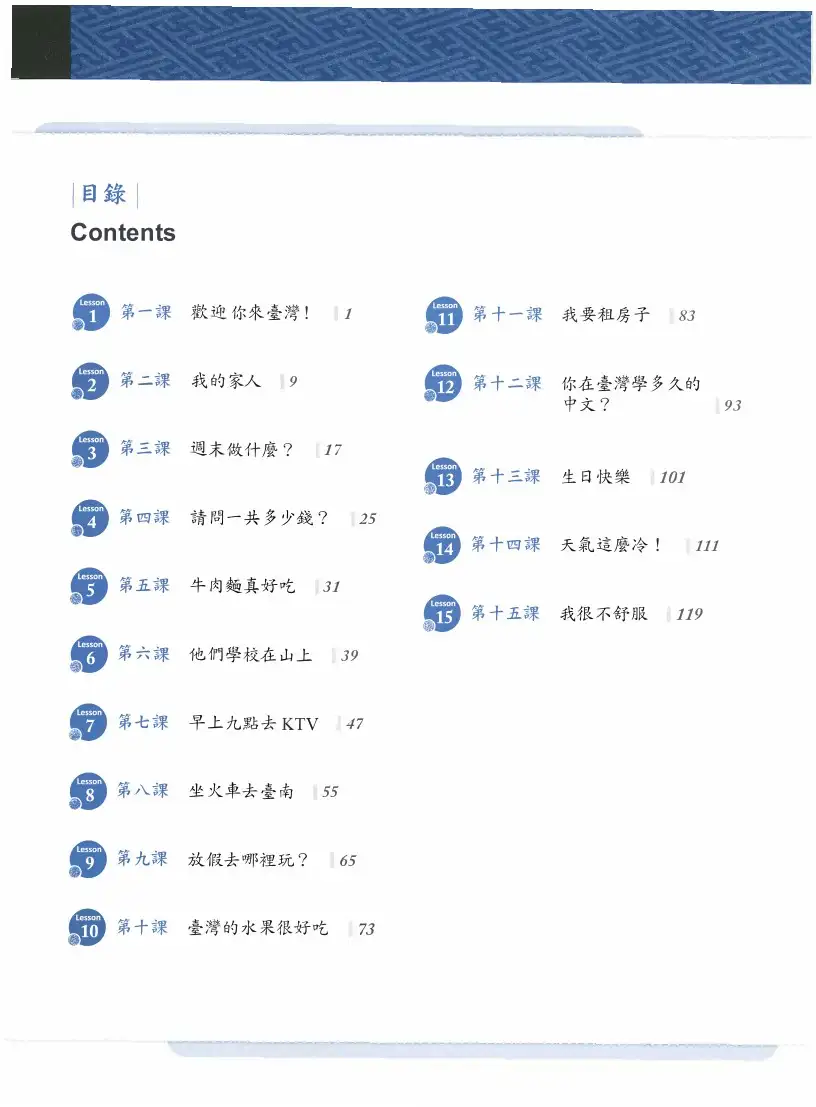 目錄
Contents
Lesson 1 第一課 歡迎你來臺灣! 1
Lesson 2 第二課 我的家人 9
Lesson 3 第三課 週末做什麼? 17
Lesson 4 第四課 請問一共多少錢? 25
Lesson 5 第五課 牛肉麵真好吃 31
Lesson 6 第六課 他們學校在山上 39
Lesson 7 第七課 早上九點去 KTV 47
Lesson 8 第八課 坐火車去臺南 55
Lesson 9 第九課 放假去哪裡玩? 65
Lesson 10 第十課 臺灣的水果很好吃 73
Lesson 11 第十一課 我要租房子 83
Lesson 12 第十二課 你在臺灣學多久的
中文? 93
Lesson 13 第十三課 生日快樂 101
Lesson 14 第十四課 天氣這麼冷! 111
Lesson 15 第十五課 我很不舒服 119